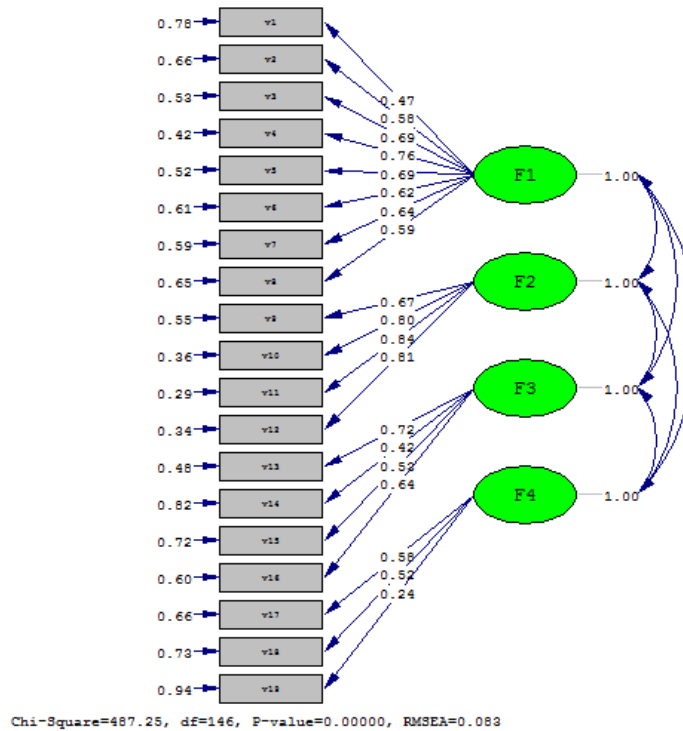 0.78 v1
0.66 v2
0.53 v3
0.42 v4
0.52 v5
0.61 v6
0.59 v7
0.65 v8
0.55 v9
0.36 v10
0.29 v11
0.34 v12
0.48 v13
0.82 v14
0.72 v15
0.60 v16
0.66 v17
0.73 v18
0.94 v19
0.47
0.58
0.69
0.76
0.69
0.62
0.64
0.59
0.67
0.80
0.84
0.81
0.72
0.42
0.53
0.64
0.58
0.52
0.24
F1 1.00
F2 1.00
F3 1.00
F4 1.00
Chi-Square=487.25, df=146, P-value=0.00000, RMSEA=0.083